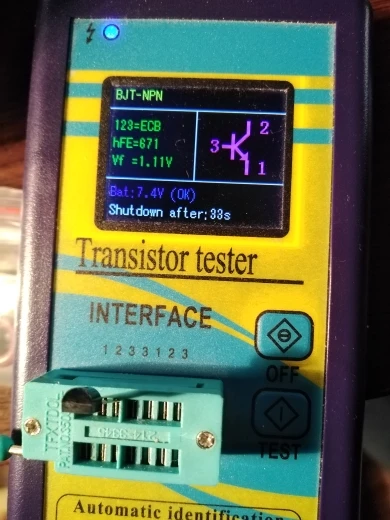 BJT-NPN
123=ECB
hFE=671
Vf =1.11V
2
3
1
Bat:7.4V (OK)
Shutdown after:33s
Transistor tester
INTERFACE
1 2 3 3 1 2 3
OFF
TEST
Automatic identification